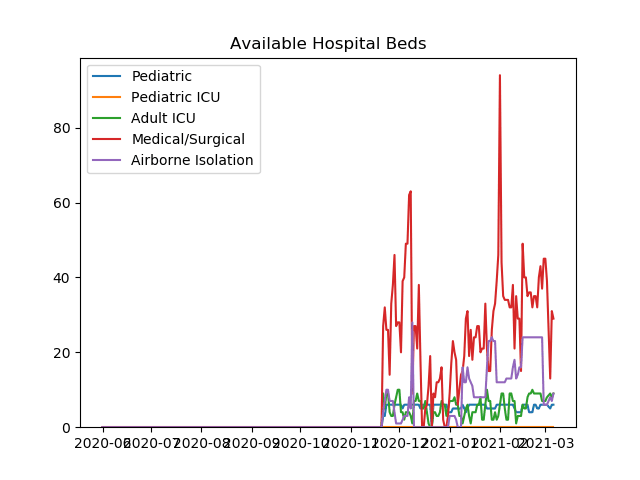 Available Hospital Beds
Pediatric
Pediatric ICU
Adult ICU
Medical/Surgical
Airborne Isolation
80
60
40
20
0
2020-06 2020-07 2020-08 2020-09 2020-10 2020-11 2020-12 2021-01 2021-02 2021-03